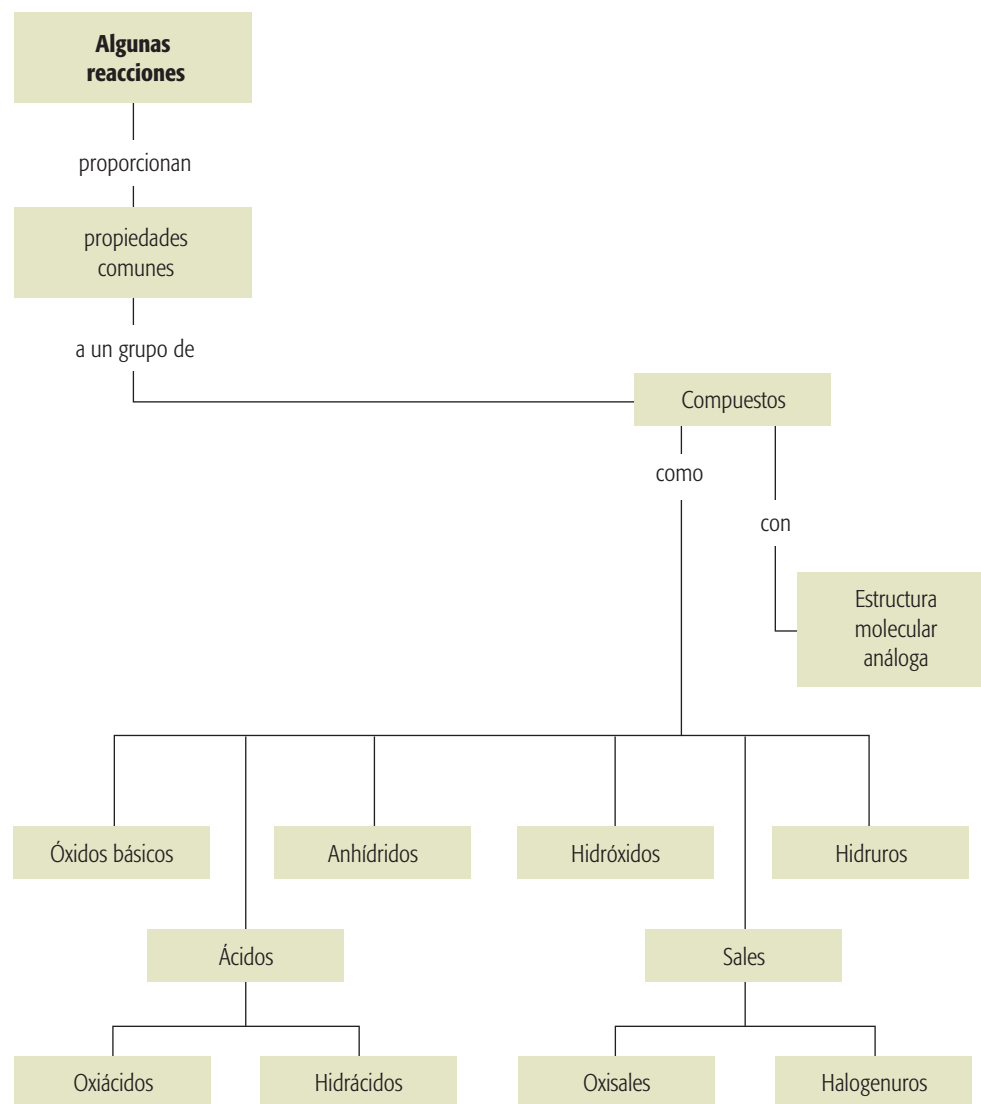 Algunas
reacciones
proporcionan
propiedades
comunes
a un grupo de
Compuestos
como
con
Estructura
molecular
análoga
Óxidos básicos
Anhídridos
Hidróxidos
Hidruros
Ácidos
Sales
Oxiácidos
Hidrácidos
Oxisales
Halogenuros